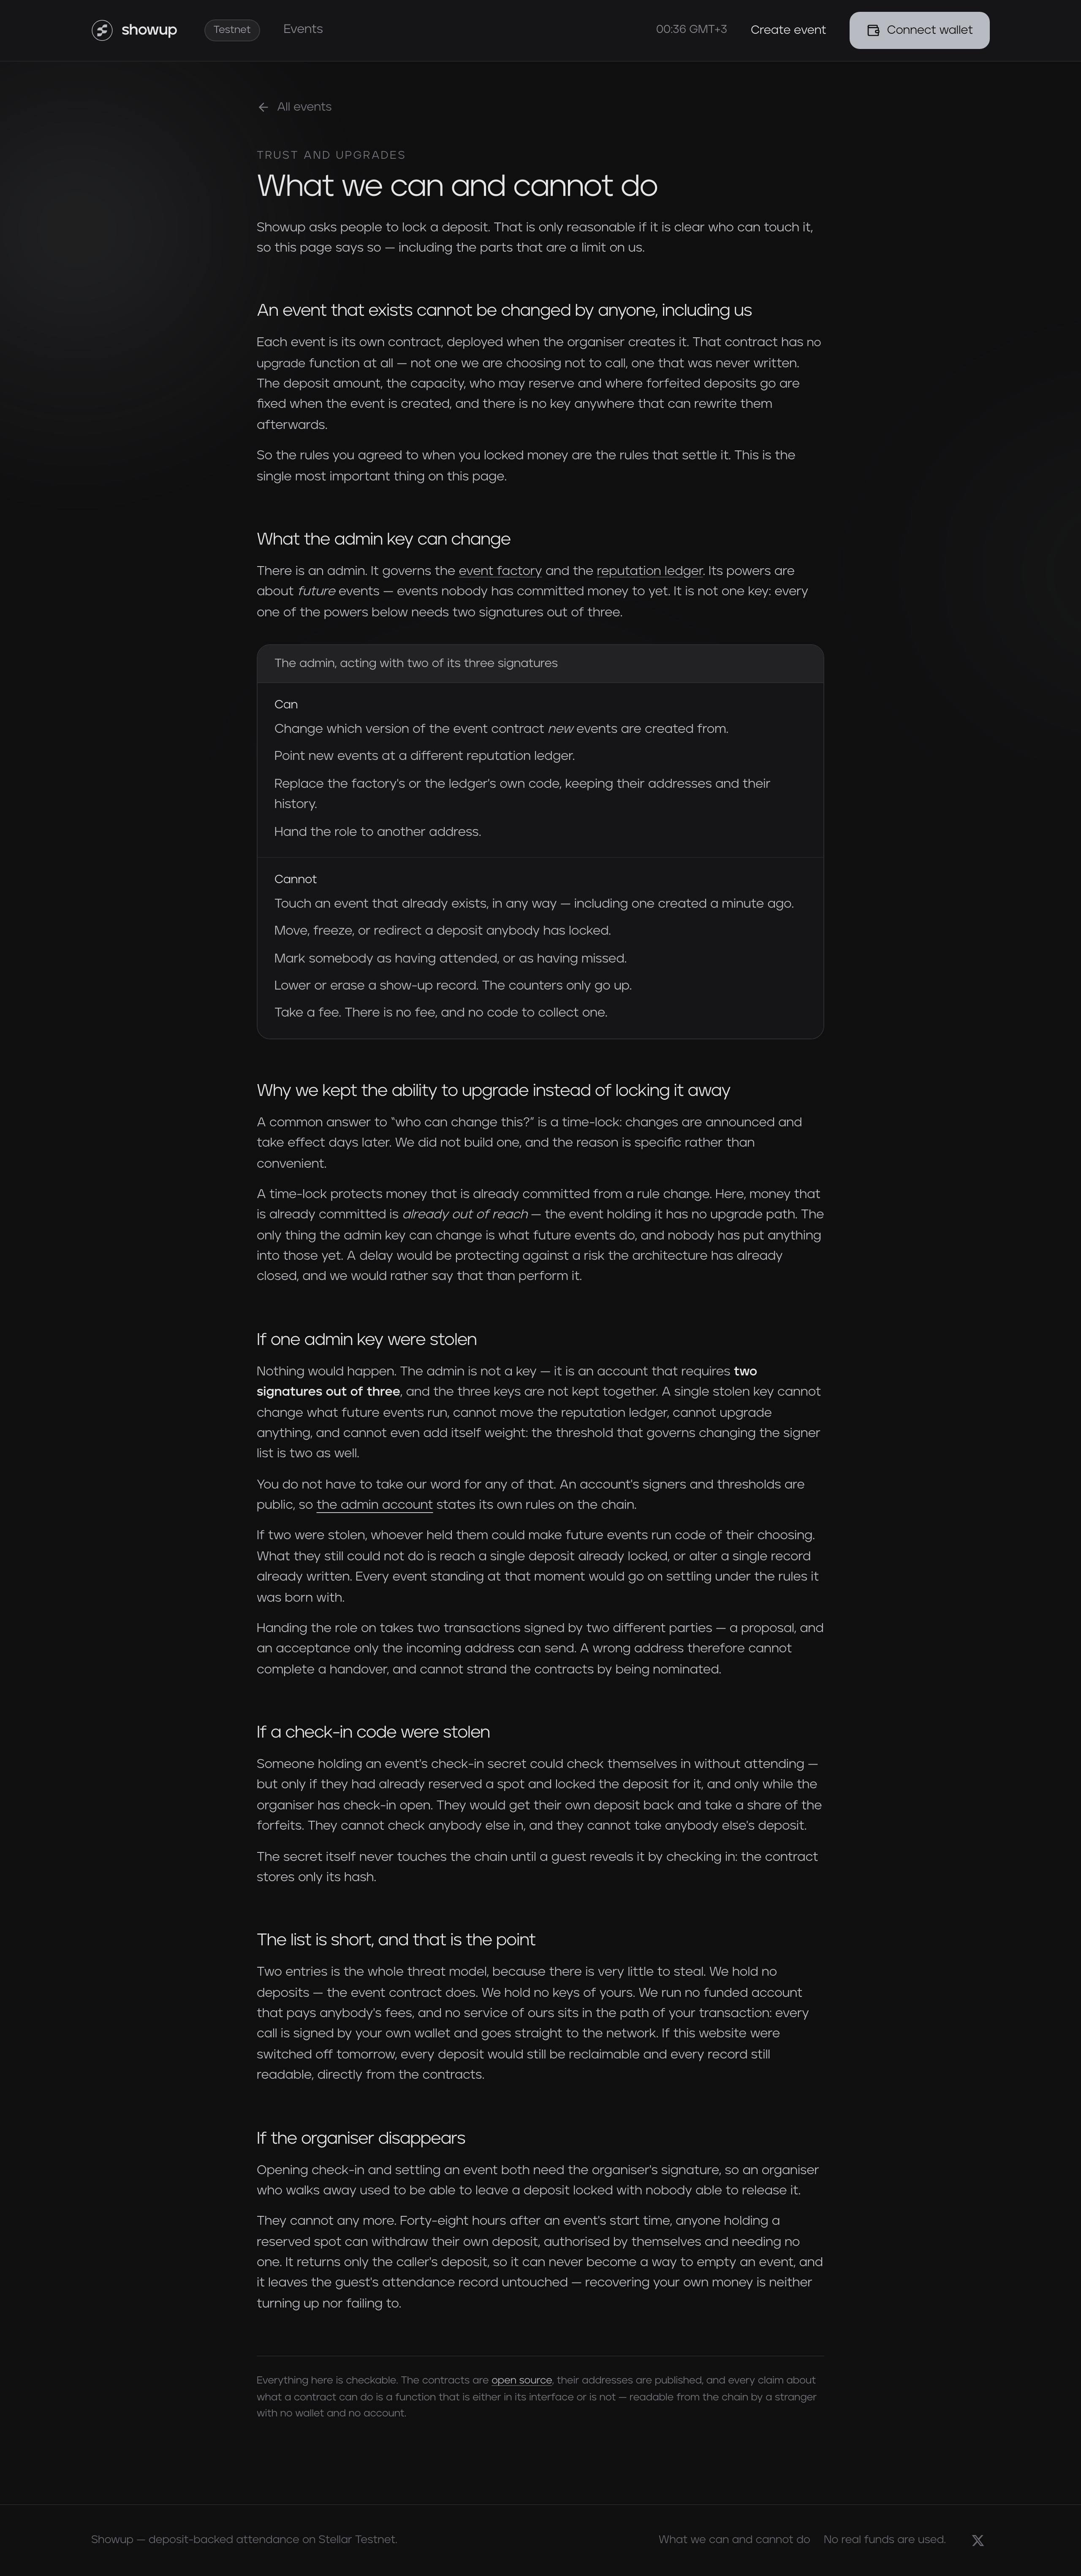 showup
Testnet
Events
00:36 GMT+3
Create event
Connect wallet
All events
TRUST AND UPGRADES
What we can and cannot do
Showup asks people to lock a deposit. That is only reasonable if it is clear who can touch it,
so this page says so — including the parts that are a limit on us.
An event that exists cannot be changed by anyone, including us
Each event is its own contract, deployed when the organiser creates it. That contract has no
upgrade function at all — not one we are choosing not to call, one that was never written.
The deposit amount, the capacity, who may reserve and where forfeited deposits go are
fixed when the event is created, and there is no key anywhere that can rewrite them
afterwards.
So the rules you agreed to when you locked money are the rules that settle it. This is the
single most important thing on this page.
What the admin key can change
There is an admin. It governs the event factory and the reputation ledger. Its powers are
about future events — events nobody has committed money to yet. It is not one key: every
one of the powers below needs two signatures out of three.
The admin, acting with two of its three signatures
Can
Change which version of the event contract new events are created from.
Point new events at a different reputation ledger.
Replace the factory's or the ledger's own code, keeping their addresses and their
history.
Hand the role to another address.
Cannot
Touch an event that already exists, in any way — including one created a minute ago.
Move, freeze, or redirect a deposit anybody has locked.
Mark somebody as having attended, or as having missed.
Lower or erase a show-up record. The counters only go up.
Take a fee. There is no fee, and no code to collect one.
Why we kept the ability to upgrade instead of locking it away
A common answer to “who can change this?” is a time-lock: changes are announced and
take effect days later. We did not build one, and the reason is specific rather than
convenient.
A time-lock protects money that is already committed from a rule change. Here, money that
is already committed is already out of reach — the event holding it has no upgrade path. The
only thing the admin key can change is what future events do, and nobody has put anything
into those yet. A delay would be protecting against a risk the architecture has already
closed, and we would rather say that than perform it.
If one admin key were stolen
Nothing would happen. The admin is not a key — it is an account that requires two
signatures out of three, and the three keys are not kept together. A single stolen key cannot
change what future events run, cannot move the reputation ledger, cannot upgrade
anything, and cannot even add itself weight: the threshold that governs changing the signer
list is two as well.
You do not have to take our word for any of that. An account's signers and thresholds are
public, so the admin account states its own rules on the chain.
If two were stolen, whoever held them could make future events run code of their choosing.
What they still could not do is reach a single deposit already locked, or alter a single record
already written. Every event standing at that moment would go on settling under the rules it
was born with.
Handing the role on takes two transactions signed by two different parties — a proposal, and
an acceptance only the incoming address can send. A wrong address therefore cannot
complete a handover, and cannot strand the contracts by being nominated.
If a check-in code were stolen
Someone holding an event's check-in secret could check themselves in without attending —
but only if they had already reserved a spot and locked the deposit for it, and only while the
organiser has check-in open. They would get their own deposit back and take a share of the
forfeits. They cannot check anybody else in, and they cannot take anybody else's deposit.
The secret itself never touches the chain until a guest reveals it by checking in: the contract
stores only its hash.
The list is short, and that is the point
Two entries is the whole threat model, because there is very little to steal. We hold no
deposits — the event contract does. We hold no keys of yours. We run no funded account
that pays anybody's fees, and no service of ours sits in the path of your transaction: every
call is signed by your own wallet and goes straight to the network. If this website were
switched off tomorrow, every deposit would still be reclaimable and every record still
readable, directly from the contracts.
If the organiser disappears
Opening check-in and settling an event both need the organiser's signature, so an organiser
who walks away used to be able to leave a deposit locked with nobody able to release it.
They cannot any more. Forty-eight hours after an event's start time, anyone holding a
reserved spot can withdraw their own deposit, authorised by themselves and needing no
one. It returns only the caller's deposit, so it can never become a way to empty an event, and
it leaves the guest's attendance record untouched — recovering your own money is neither
turning up nor failing to.
Everything here is checkable. The contracts are open source, their addresses are published, and every claim about
what a contract can do is a function that is either in its interface or is not — readable from the chain by a stranger
with no wallet and no account.
Showup — deposit-backed attendance on Stellar Testnet.
What we can and cannot do
No real funds are used.